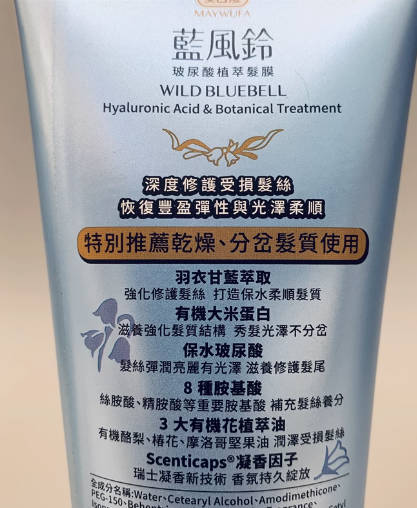 MAYWUFA
藍風鈴
玻尿酸植萃髮膜
WILD BLUEBELL
Hyaluronic Acid & Botanical Treatment
深度修護受損髮絲
恢復豐盈彈性與光澤柔順
特別推薦乾燥、分岔髮質使用
羽衣甘藍萃取
強化修護髮絲 打造保水柔順髮質
有機大米蛋白
滋養強化髮質結構 秀髮光澤不分岔
保水玻尿酸
髮絲彈潤亮麗有光澤 滋養修護髮尾
8 種胺基酸
絲胺酸、精胺酸等重要胺基酸 補充髮絲養分
3 大有機花植萃油
有機酪梨、椿花、摩洛哥堅果油 潤澤受損髮絲
Scenticaps®凝香因子
瑞士凝香新技術 香氛持久綻放
全成分名稱:Water、Cetearyl Alcohol、Amodimethicone、
PEG-150、